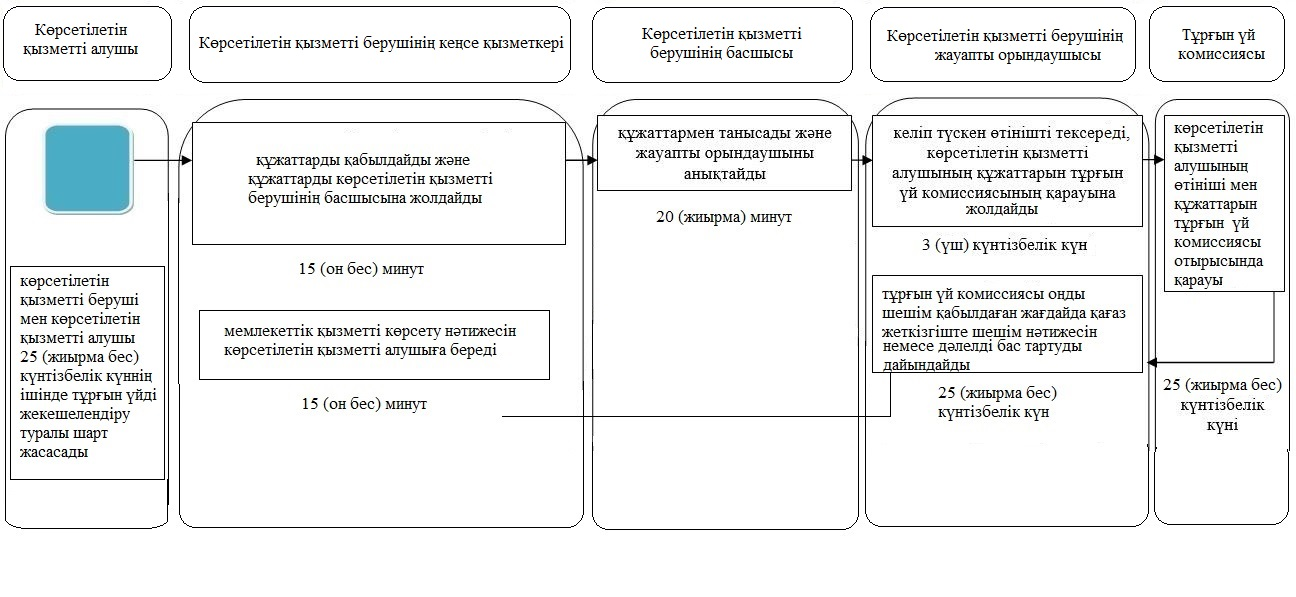 Көрсетілетін
қызметті алушы
Көрсетілетін қызметті берушінің кеңсе қызметкері
Көрсетілетін қызметті
берушінің басшысы
Көрсетілетін қызметті берушінің
жауапты орындаушысы
Тұрғын үй
комиссиясы
көрсетілетін
қызметті беруші
мен көрсетілетін
қызметті алушы
25 (жиырма бес)
күнтізбелік күннің
ішінде тұрғын үйді
жекешелендіру
туралы шарт
жасасады
құжаттарды қабылдайды және
құжаттарды көрсетілетін қызметті
берушінің басшысына жолдайды
15 (он бес) минут
мемлекеттік қызметті көрсету нәтижесін
көрсетілетін қызметті алушыға береді
15 (он бес) минут
құжаттармен танысады және
жауапты орындаушыны
анықтайды
20 (жиырма) минут
келіп түскен өтінішті тексереді,
көрсетілетін қызметті
алушының құжаттарын тұрғын
үй комиссиясының қарауына
жолдайды
3 (үш) күнтізбелік күн
тұрғын үй комиссиясы онды
шешім қабылдаған жағдайда қағаз
жеткізгіште шешім нәтижесін
немесе дәлелді бас тартуды
дайындайды
25 (жиырма бес)
күнтізбелік күн
көрсетілетін
қызметті
алушының
өтініші мен
құжаттарын
тұрғын үй
комиссиясы
отырысында
қарауы
25 (жиырма бес)
күнтізбелік
күні